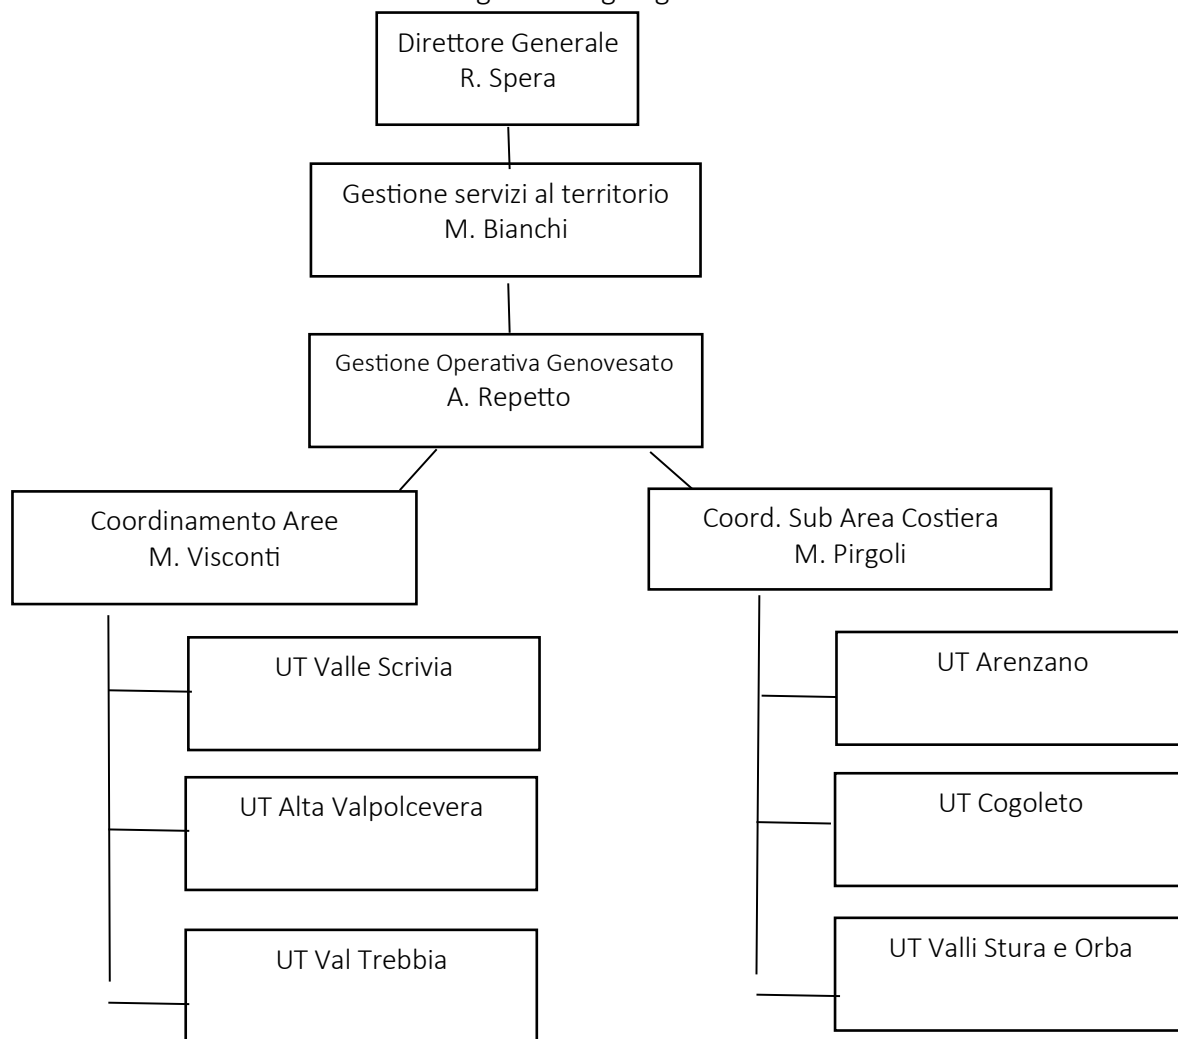 Direttore Generale
R. Spera
Gestione servizi al territorio
M. Bianchi
Gestione Operativa Genovesato
A. Repetto
Coordinamento Aree
M. Visconti
Coord. Sub Area Costiera
M. Pirgoli
UT Valle Scrivia
UT Alta Valpolcevera
UT Val Trebbia
UT Arenzano
UT Cogoleto
UT Valli Stura e Orba